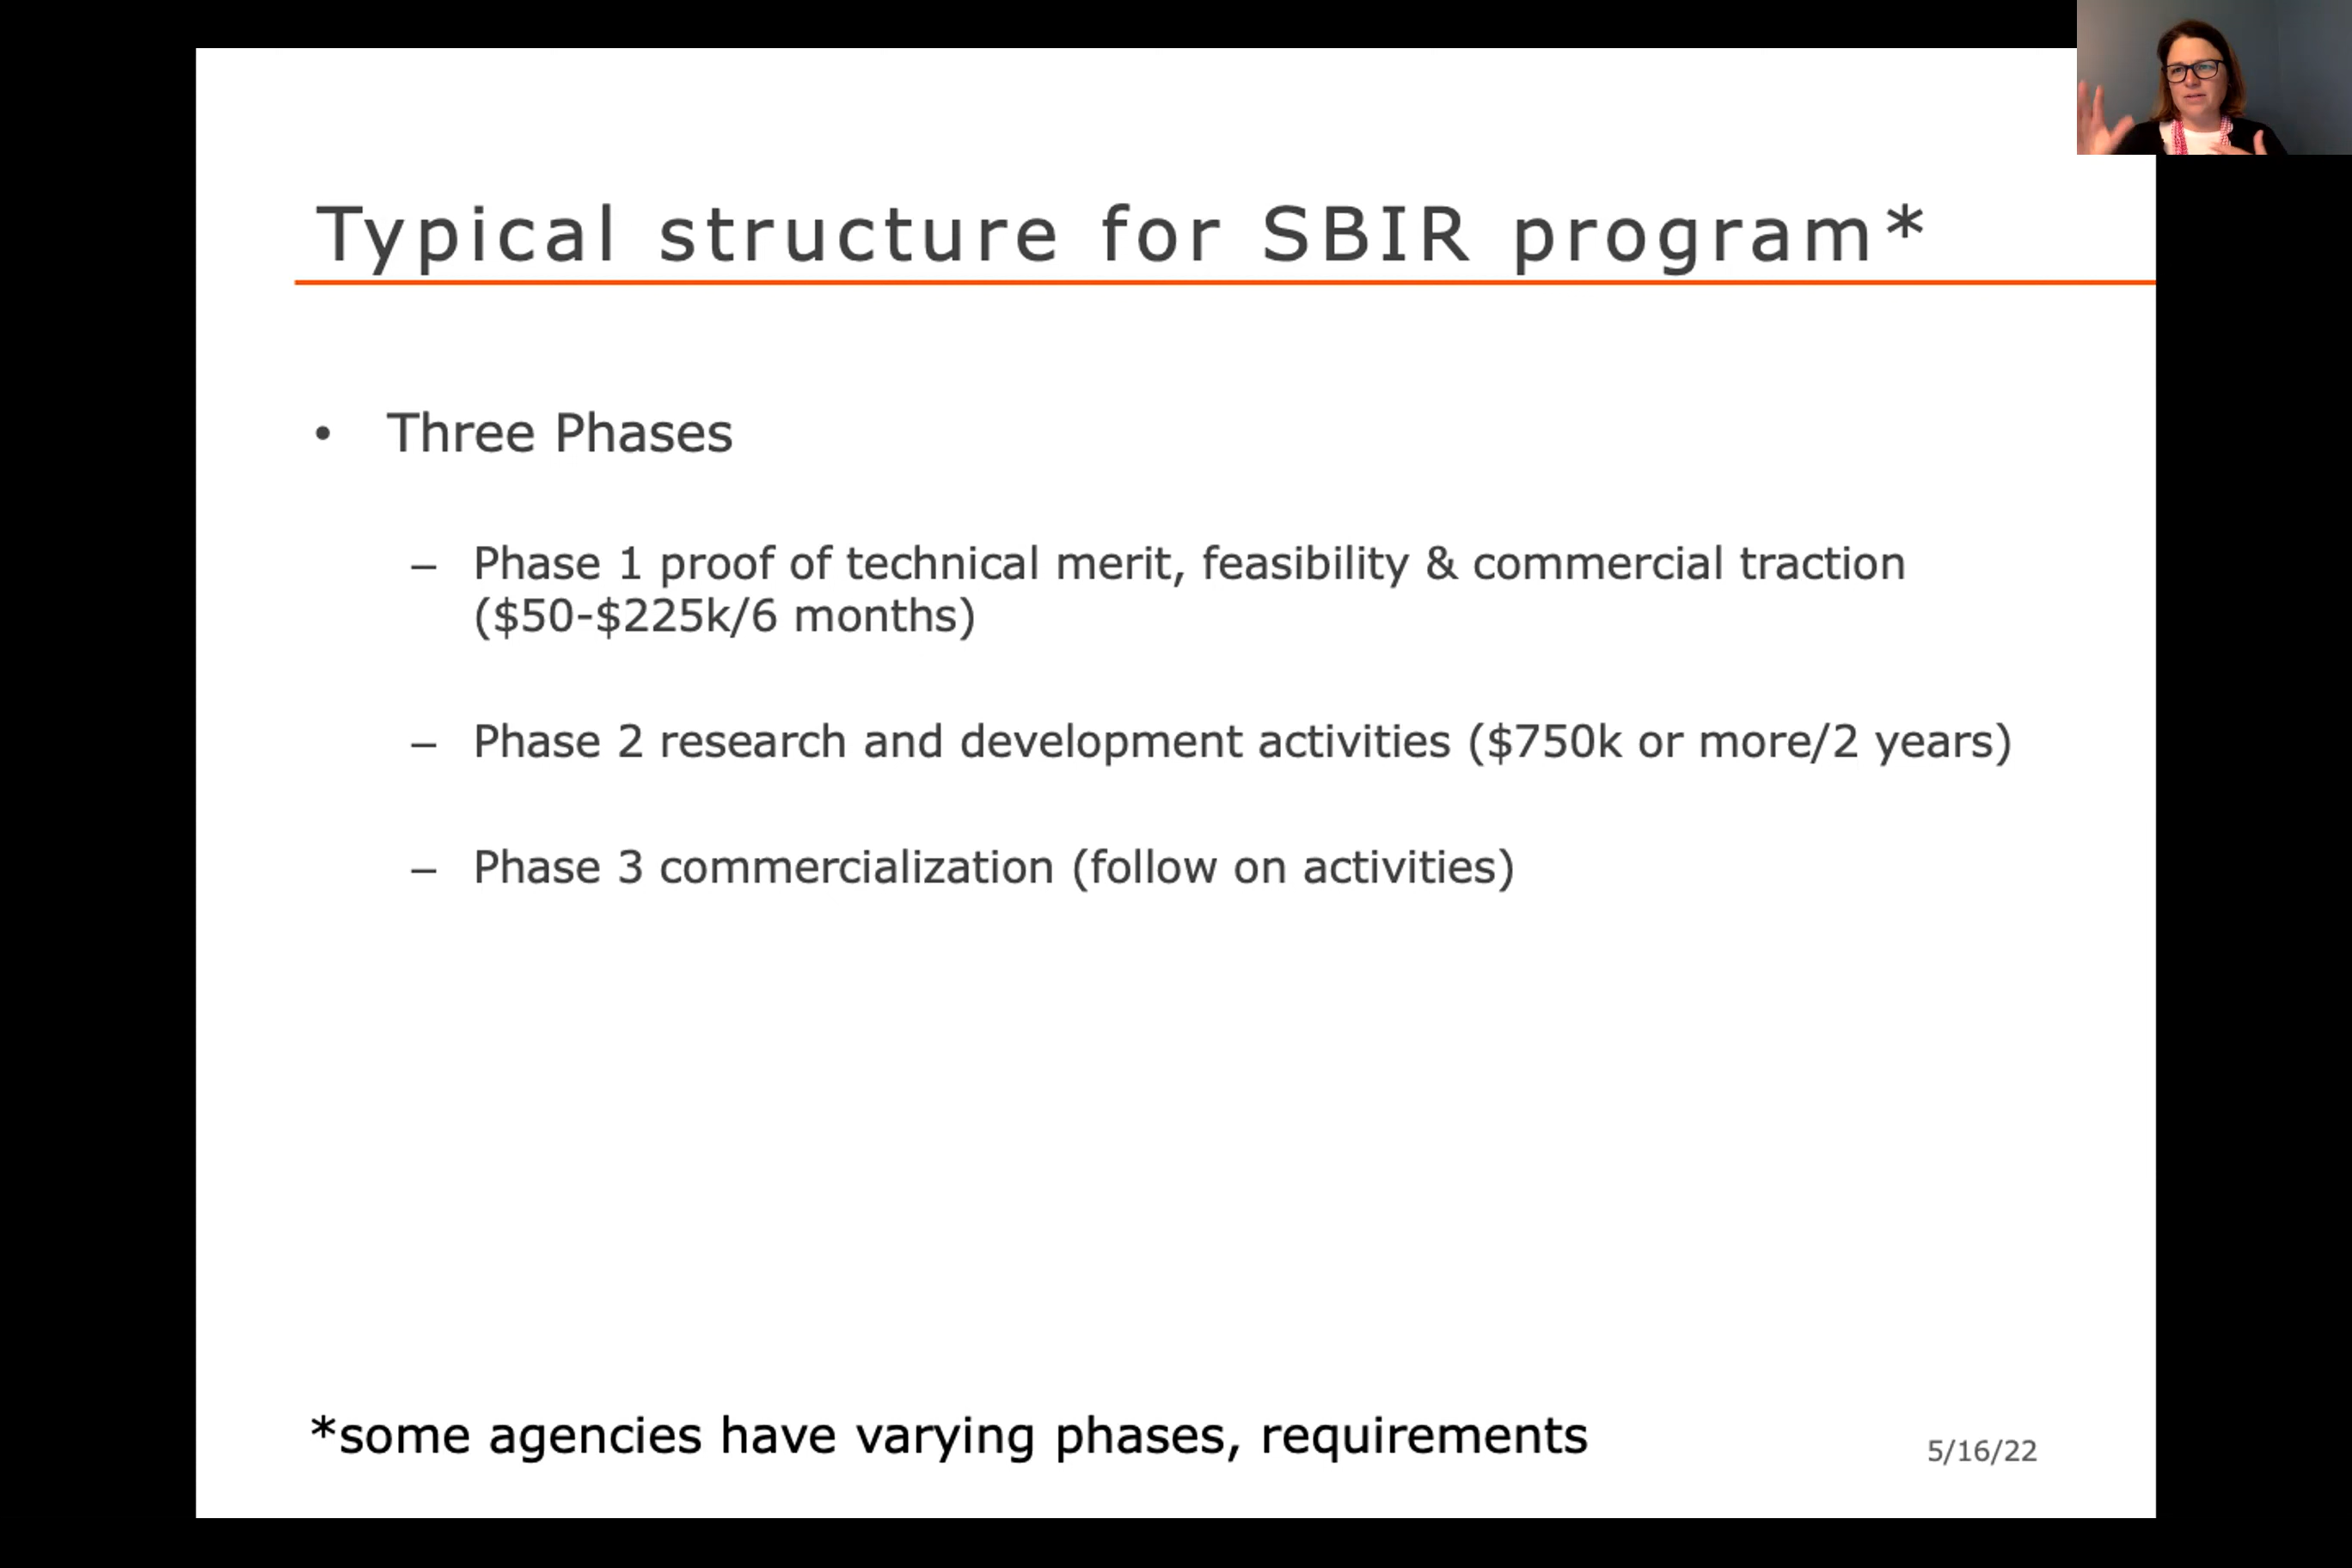 Typical structure for SBIR program*
• Three Phases
– Phase 1 proof of technical merit, feasibility & commercial traction
($50-$225k/6 months)
– Phase 2 research and development activities ($750k or more/2 years)
– Phase 3 commercialization (follow on activities)
*some agencies have varying phases, requirements
5/16/22